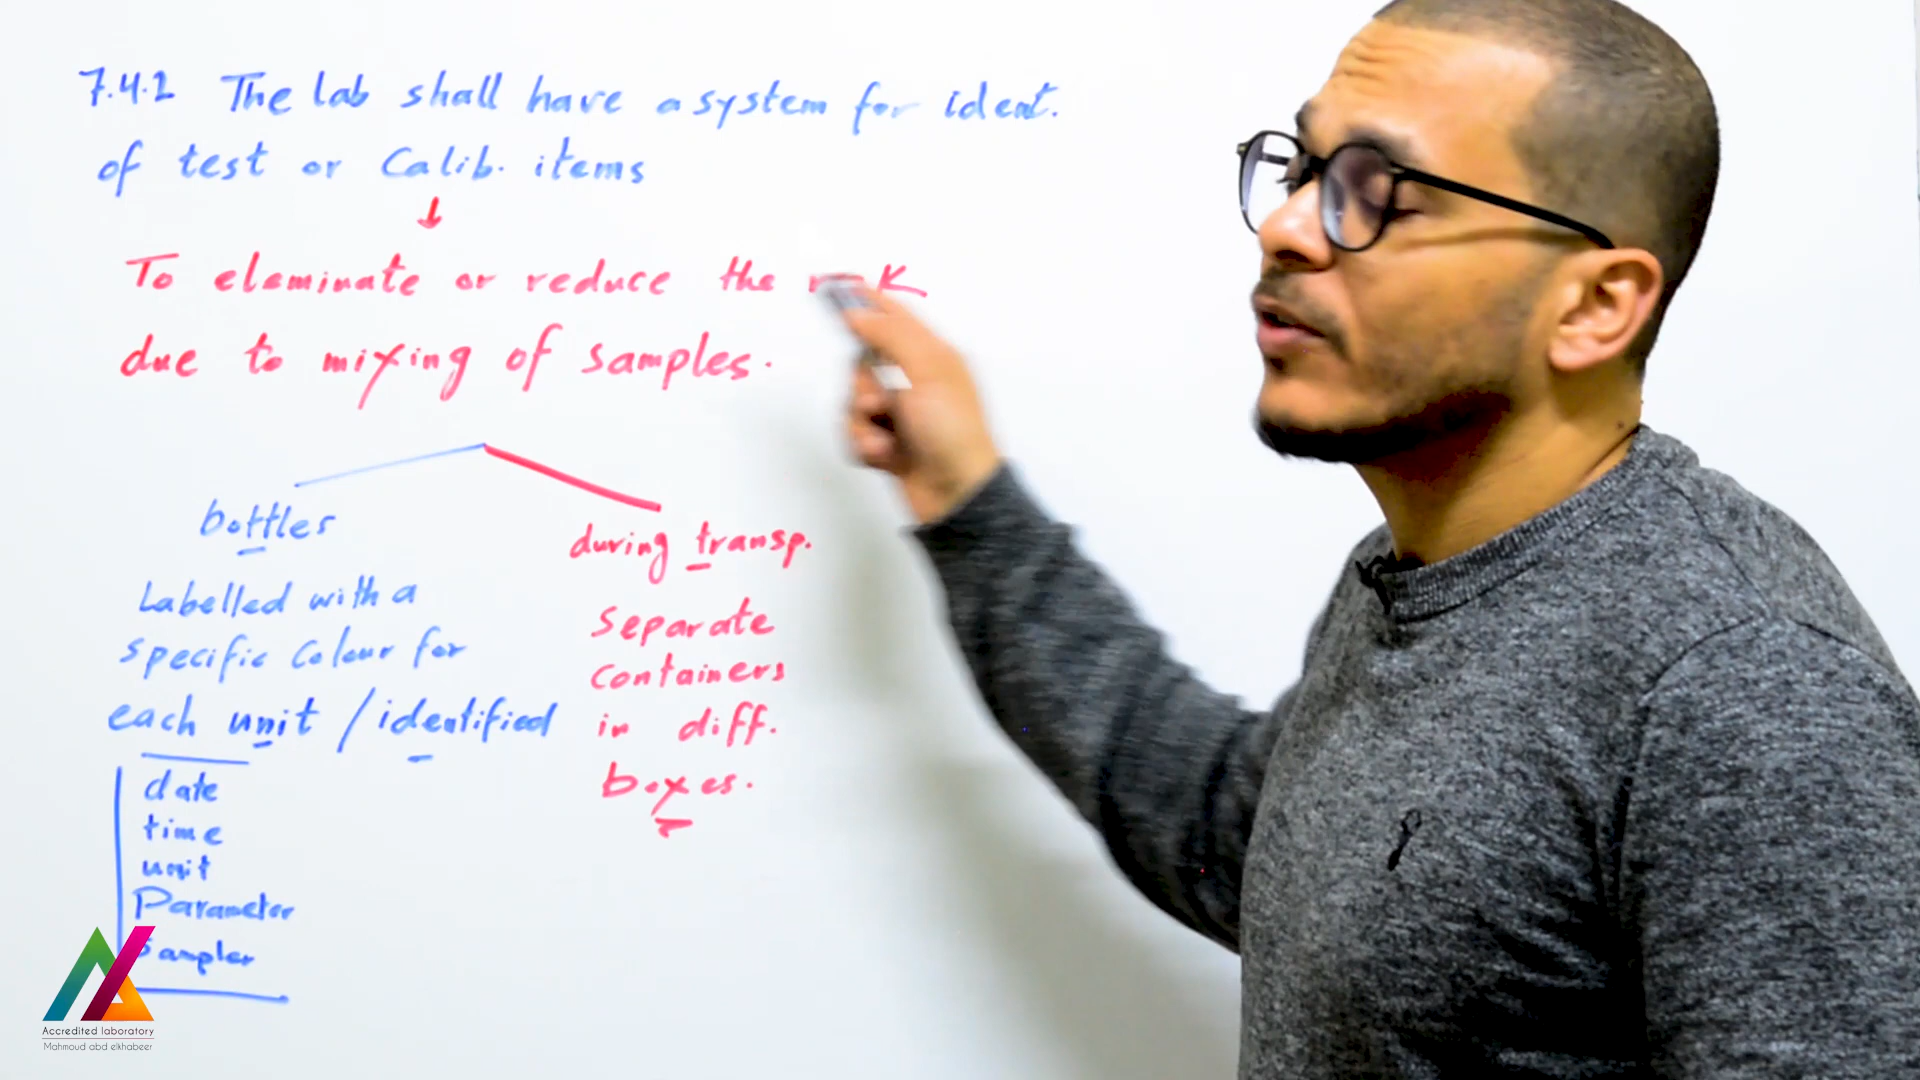 7.4.2 The lab shall have a system for ident.
of test or Calib. items
↓
To eleminate or reduce the
due to mixing of samples.
bottles
during transp.
Labelled with a
specific Colour for
each unit / identified
Separate
containers
in diff.
boxes.
date
time
unit
Parameter
Sampler
Accredited laboratory
Mahmoud abd elkhabeer